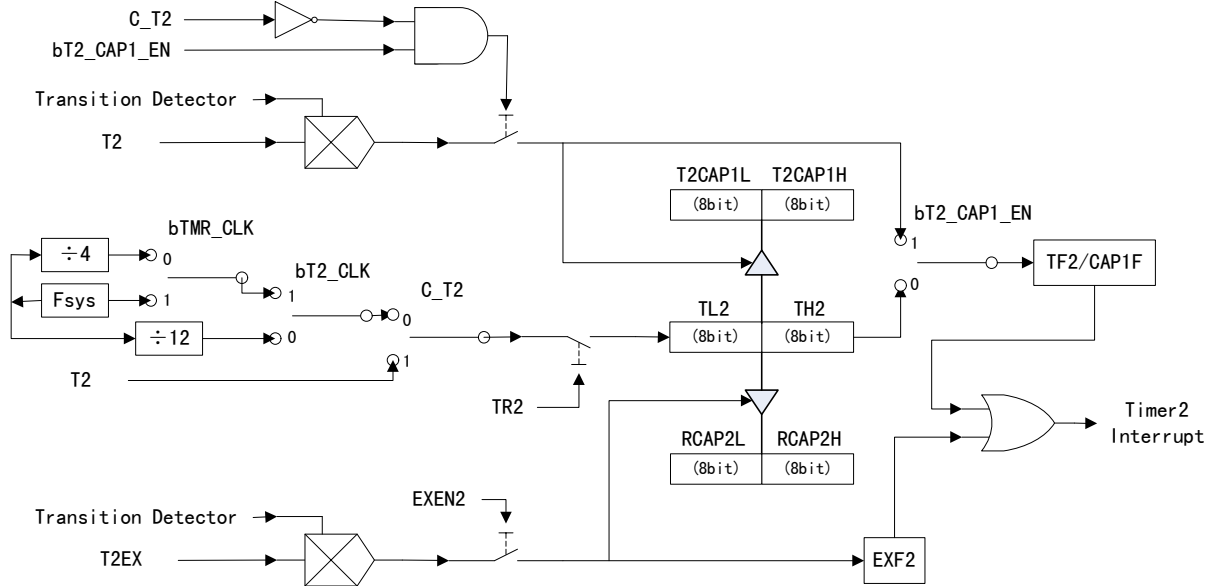 C_T2
bT2_CAP1_EN
Transition Detector
T2
T2CAP1L T2CAP1H
(8bit) (8bit)
bT2_CAP1_EN
bTMR_CLK
÷4
0
bT2_CLK
1
TF2/CAP1F
Fsys
1
1
C_T2
0
TL2 TH2
0
÷12
0
(8bit) (8bit)
T2
1
TR2
Timer2
Interrupt
RCAP2L RCAP2H
(8bit) (8bit)
EXEN2
Transition Detector
T2EX
EXF2